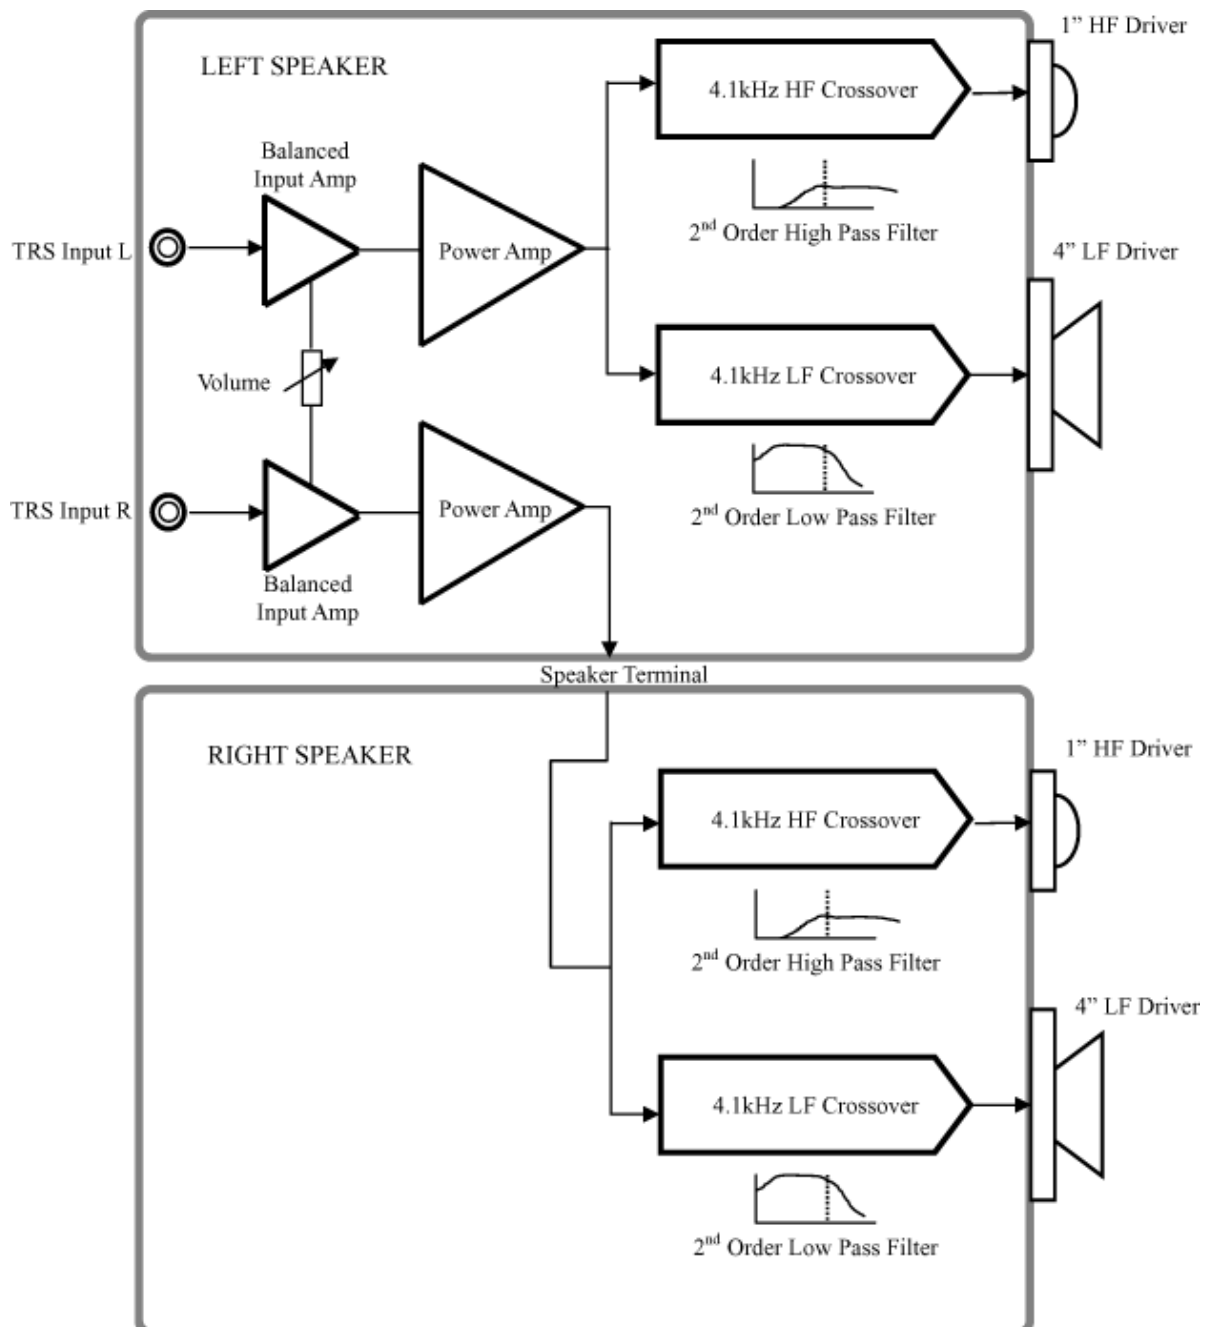 1” HF Driver
LEFT SPEAKER
4.1kHz HF Crossover
Balanced
Input Amp
2nd Order High Pass Filter
TRS Input L
Power Amp
4” LF Driver
4.1kHz LF Crossover
Volume
TRS Input R
Power Amp
2nd Order Low Pass Filter
Balanced
Input Amp
Speaker Terminal
RIGHT SPEAKER
1” HF Driver
4.1kHz HF Crossover
2nd Order High Pass Filter
4” LF Driver
4.1kHz LF Crossover
2nd Order Low Pass Filter